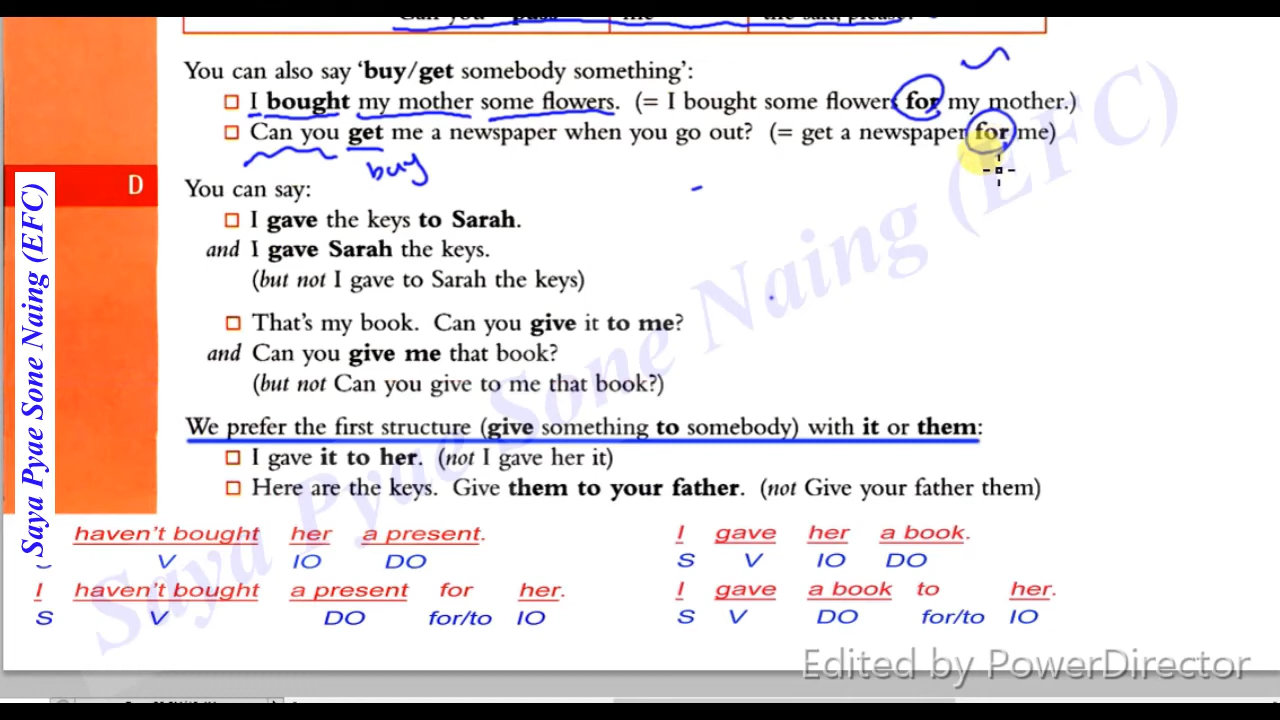 Can you pass me the salt, please.
You can also say 'buy/get somebody something':
I bought my mother some flowers. (= I bought some flowers for my mother.)
Can you get me a newspaper when you go out? (= get a newspaper for me)
buy
D
You can say:
I gave the keys to Sarah.
and I gave Sarah the keys.
(but not I gave to Sarah the keys)
That's my book. Can you give it to me?
and Can you give me that book?
(but not Can you give to me that book?)
We prefer the first structure (give something to somebody) with it or them:
I gave it to her. (not I gave her it)
Here are the keys. Give them to your father. (not Give your father them)
haven't bought her a present. I gave her a book.
V IO DO S V IO DO
I haven't bought a present for her. I gave a book to her.
S V DO for/to IO S V DO for/to IO
Saya Pyae Sone Naing (EFC)
Saya Pyae Sone Naing (EFC)
Edited by PowerDirector